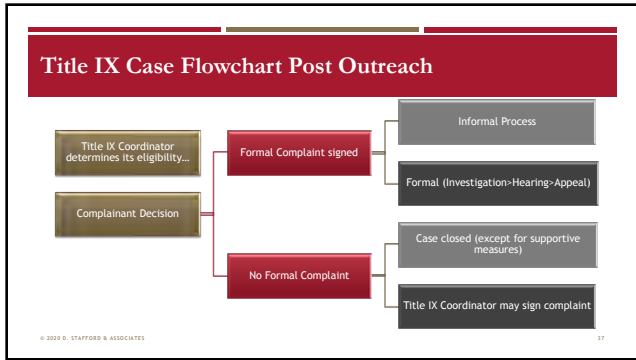 Title IX Case Flowchart Post Outreach
Title IX Coordinator
determines its eligibility…
Complainant Decision
Formal Complaint signed
Informal Process
Formal (Investigation>Hearing>Appeal)
No Formal Complaint
Case closed (except for supportive
measures)
Title IX Coordinator may sign complaint
© 2020 D. STAFFORD & ASSOCIATES
37